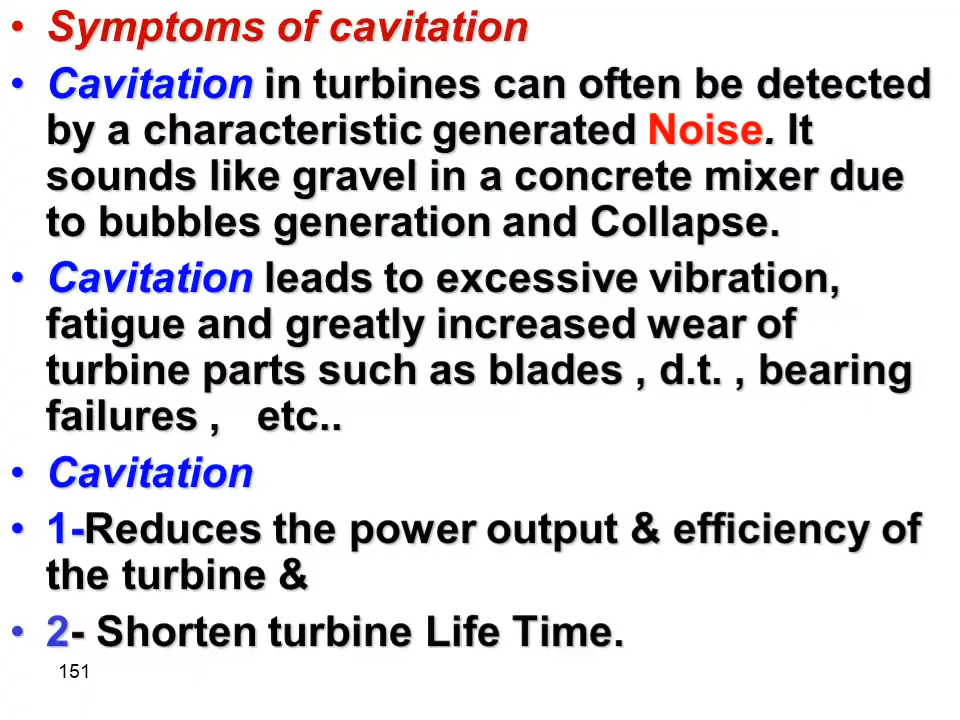 • Symptoms of cavitation
• Cavitation in turbines can often be detected
by a characteristic generated Noise. It
sounds like gravel in a concrete mixer due
to bubbles generation and Collapse.
• Cavitation leads to excessive vibration,
fatigue and greatly increased wear of
turbine parts such as blades , d.t. , bearing
failures ,   etc..
• Cavitation
• 1-Reduces the power output & efficiency of
the turbine &
• 2- Shorten turbine Life Time.
151